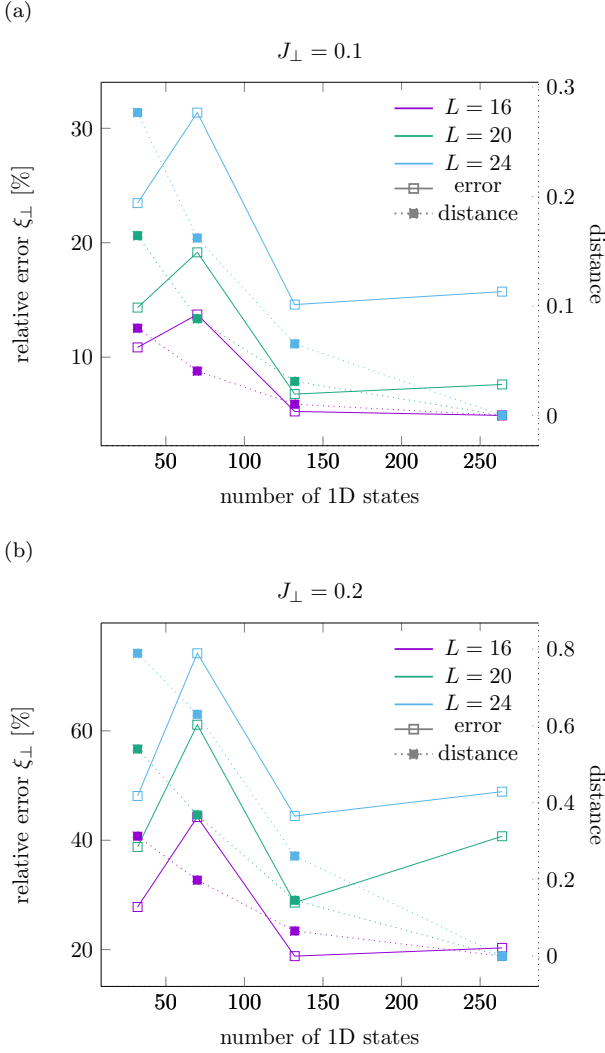 (a)
J⊥ = 0.1
L = 16
L = 20
L = 24
error
distance
30
20
10
relative error ξ⊥ [%]
0.3
0.2
0.1
0
distance
50 100 150 200 250
number of 1D states
(b)
J⊥ = 0.2
L = 16
L = 20
L = 24
error
distance
60
40
20
relative error ξ⊥ [%]
0.8
0.6
0.4
0.2
0
distance
50 100 150 200 250
number of 1D states